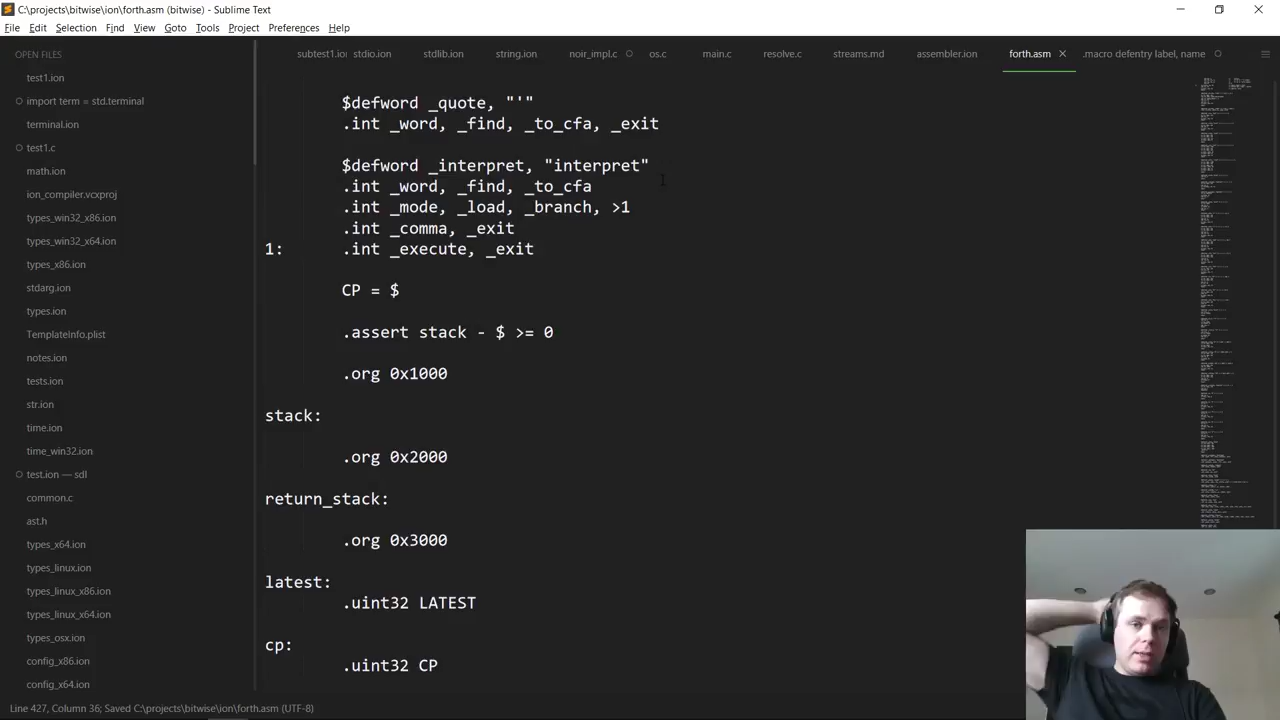 C:\projects\bitwise\ion\forth.asm (bitwise) - Sublime Text
File Edit Selection Find View Goto Tools Project Preferences Help
OPEN FILES
test1.ion
import term = std.terminal
terminal.ion
test1.c
math.ion
ion_compiler.vcxproj
types_win32_x86.ion
types_win32_x64.ion
types_x86.ion
stdarg.ion
types.ion
TemplateInfo.plist
notes.ion
tests.ion
str.ion
time.ion
time_win32.ion
test.ion — sdl
common.c
ast.h
types_x64.ion
types_linux.ion
types_linux_x86.ion
types_linux_x64.ion
types_osx.ion
config_x86.ion
config_x64.ion
subtest1.io stdio.ion stdlib.ion string.ion noir_impl.c os.c main.c resolve.c streams.md assembler.ion forth.asm .macro defentry label, name
$defword _quote, "'"
.int _word, _find, _to_cfa, _exit
$defword _interpret, "interpret"
.int _word, _find, _to_cfa
.int _mode, _load, _branch, >1
.int _comma, _exit
1: .int _execute, _exit
CP = $
.assert stack - $ >= 0
.org 0x1000
stack:
.org 0x2000
return_stack:
.org 0x3000
latest:
.uint32 LATEST
cp:
.uint32 CP
Line 427, Column 36; Saved C:\projects\bitwise\ion\forth.asm (UTF-8)